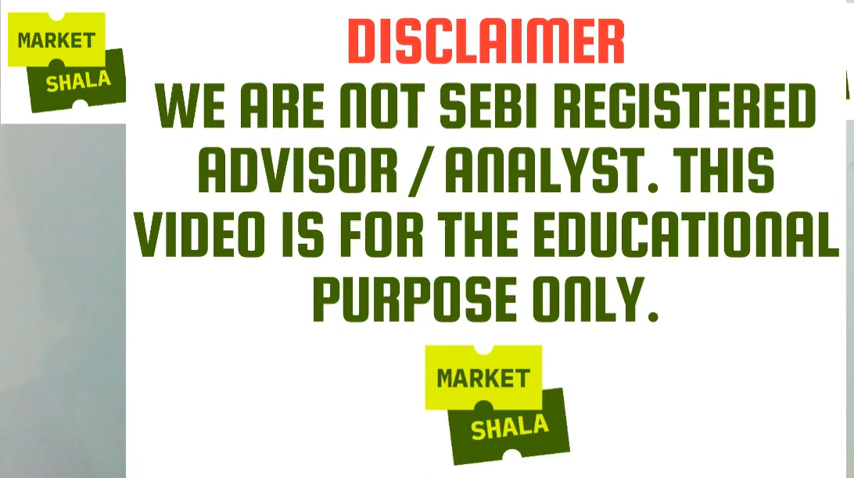 MARKET
SHALA
DISCLAIMER
WE ARE NOT SEBI REGISTERED
ADVISOR / ANALYST. THIS
VIDEO IS FOR THE EDUCATIONAL
PURPOSE ONLY.
MARKET
SHALA